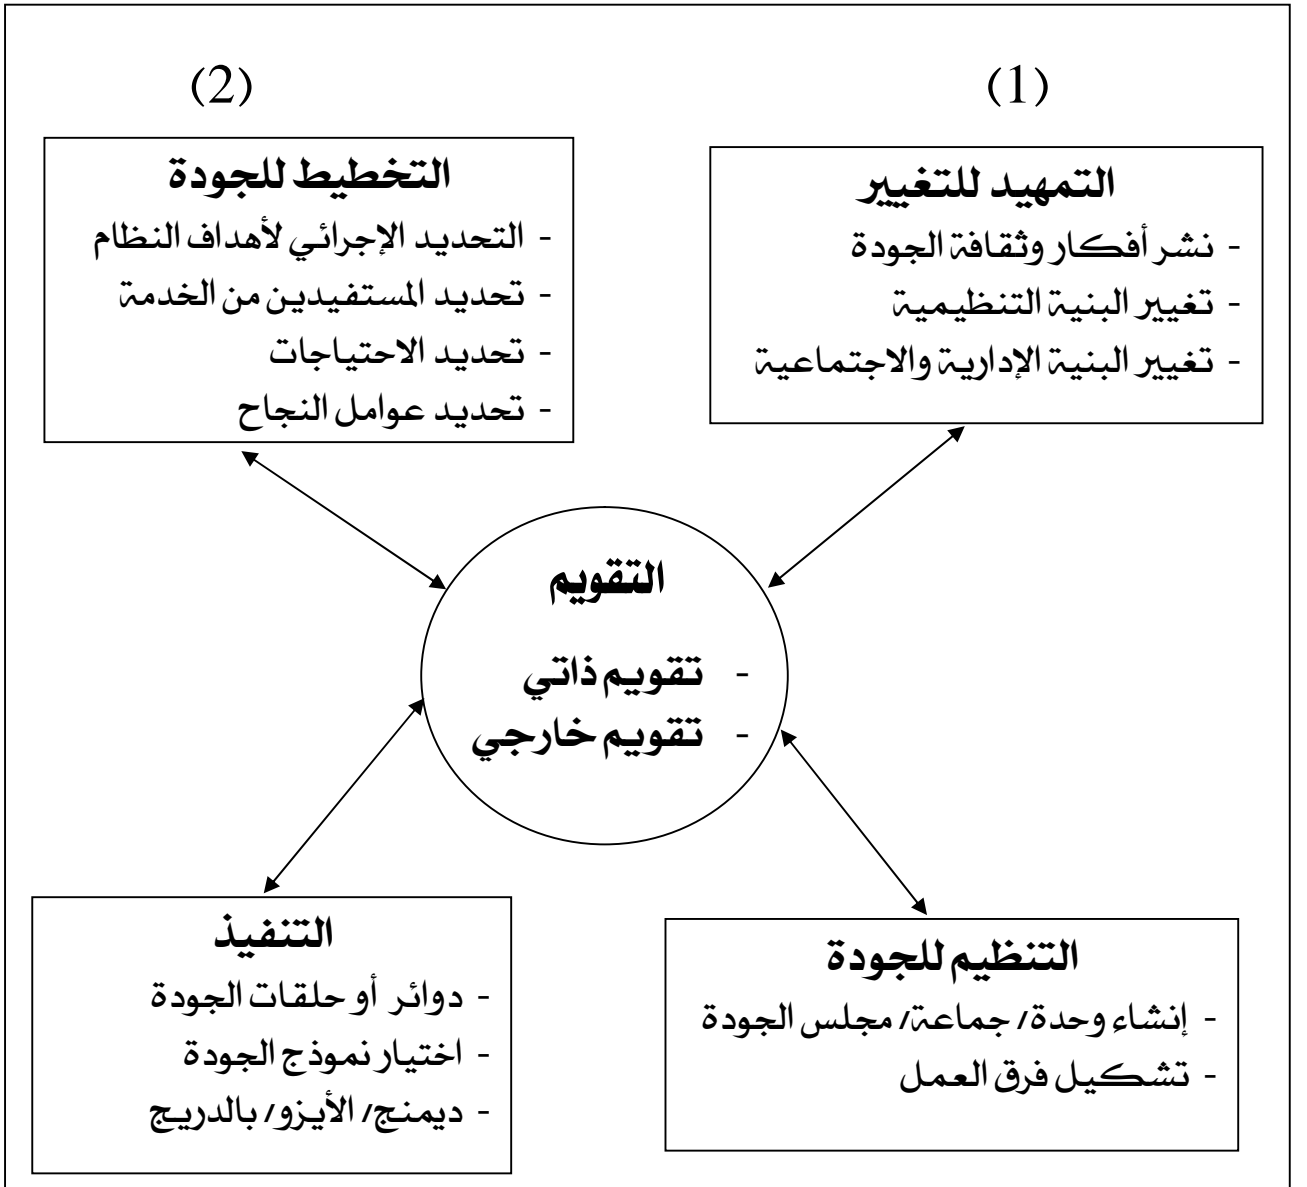 (1)
التمهيد للتغيير
- نشر أفكار وثقافة الجودة
- تغيير البنية التنظيمية
- تغيير البنية الإدارية والاجتماعية
(2)
التخطيط للجودة
- التحديد الإجرائي لأهداف النظام
- تحديد المستفيدين من الخدمة
- تحديد الاحتياجات
- تحديد عوامل النجاح
التقويم
- تقويم ذاتي
- تقويم خارجي
التنظيم للجودة
- إنشاء وحدة/ جماعة/ مجلس الجودة
- تشكيل فرق العمل
التنفيذ
- دوائر أو حلقات الجودة
- اختيار نموذج الجودة
- ديمنج/ الأيزو/ بالدريج